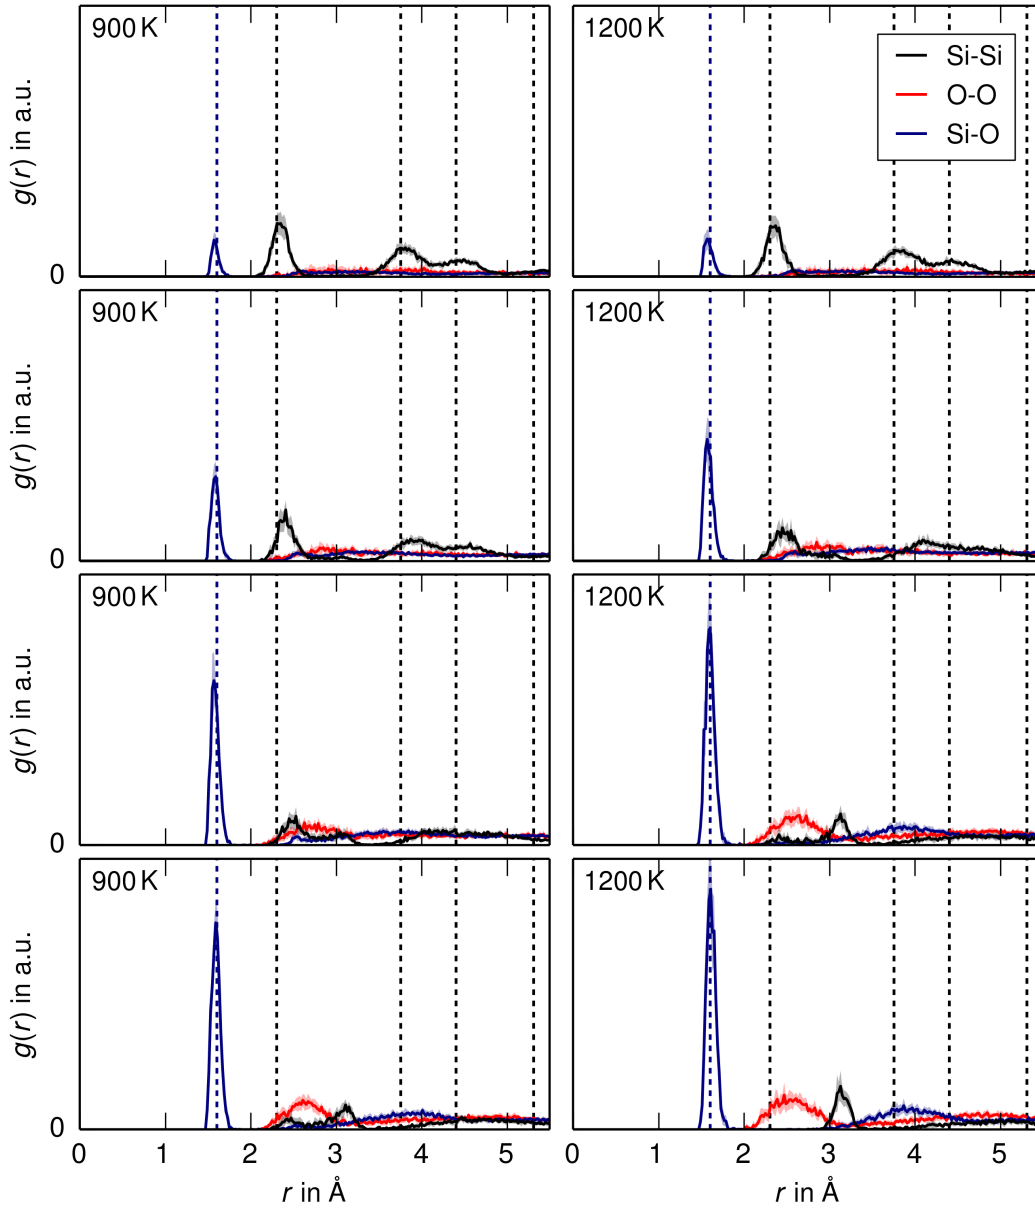 900 K
1200 K
Si-Si
O-O
Si-O
g(r) in a.u.
0
900 K
1200 K
g(r) in a.u.
0
900 K
1200 K
g(r) in a.u.
0
900 K
1200 K
g(r) in a.u.
0
0 1 2 3 4 5 0 1 2 3 4 5
r in Å r in Å